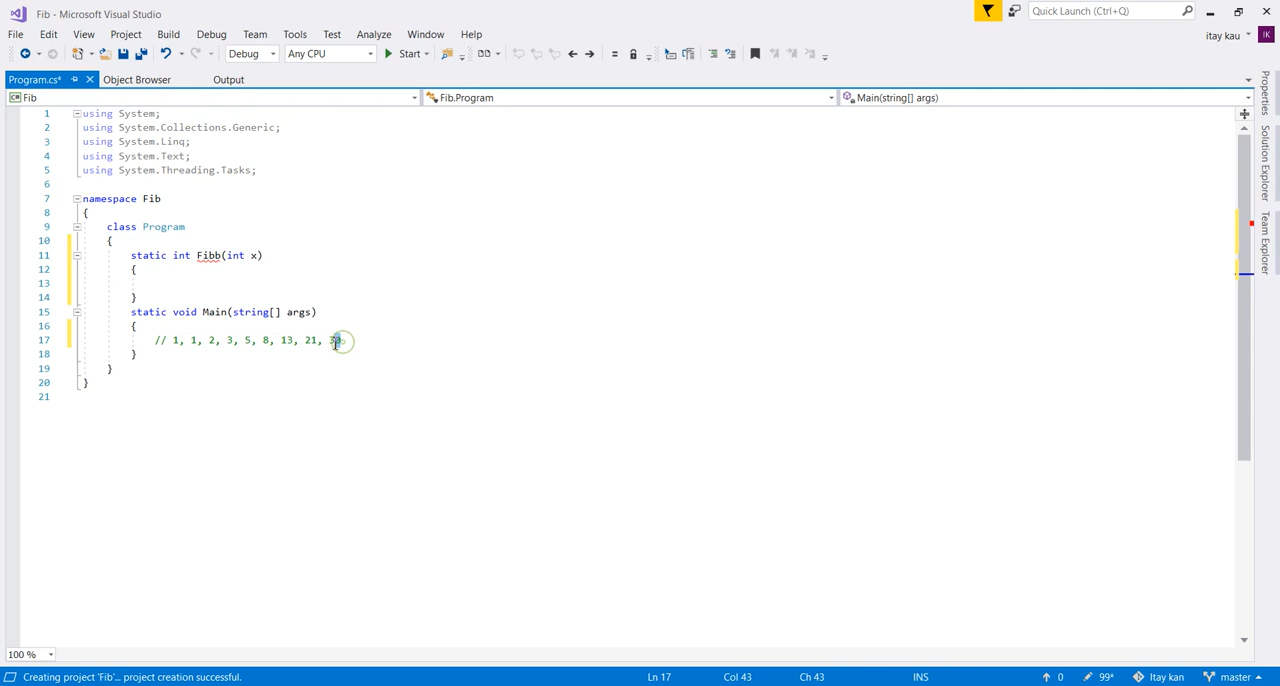 Fib - Microsoft Visual Studio
Quick Launch (Ctrl+Q)
File Edit View Project Build Debug Team Tools Test Analyze Window Help
itay kau IK
Debug Any CPU Start
Program.cs* Object Browser Output
Fib Fib.Program Main(string[] args)
1 using System;
2 using System.Collections.Generic;
3 using System.Linq;
4 using System.Text;
5 using System.Threading.Tasks;
6
7 namespace Fib
8 {
9 class Program
10 {
11 static int Fibb(int x)
12 {
13
14 }
15 static void Main(string[] args)
16 {
17 // 1, 1, 2, 3, 5, 8, 13, 21,
18 }
19 }
20 }
21
Properties
Solution Explorer
Team Explorer
100 %
Creating project 'Fib'... project creation successful. Ln 17 Col 43 Ch 43 INS 0 99* Itay kan master